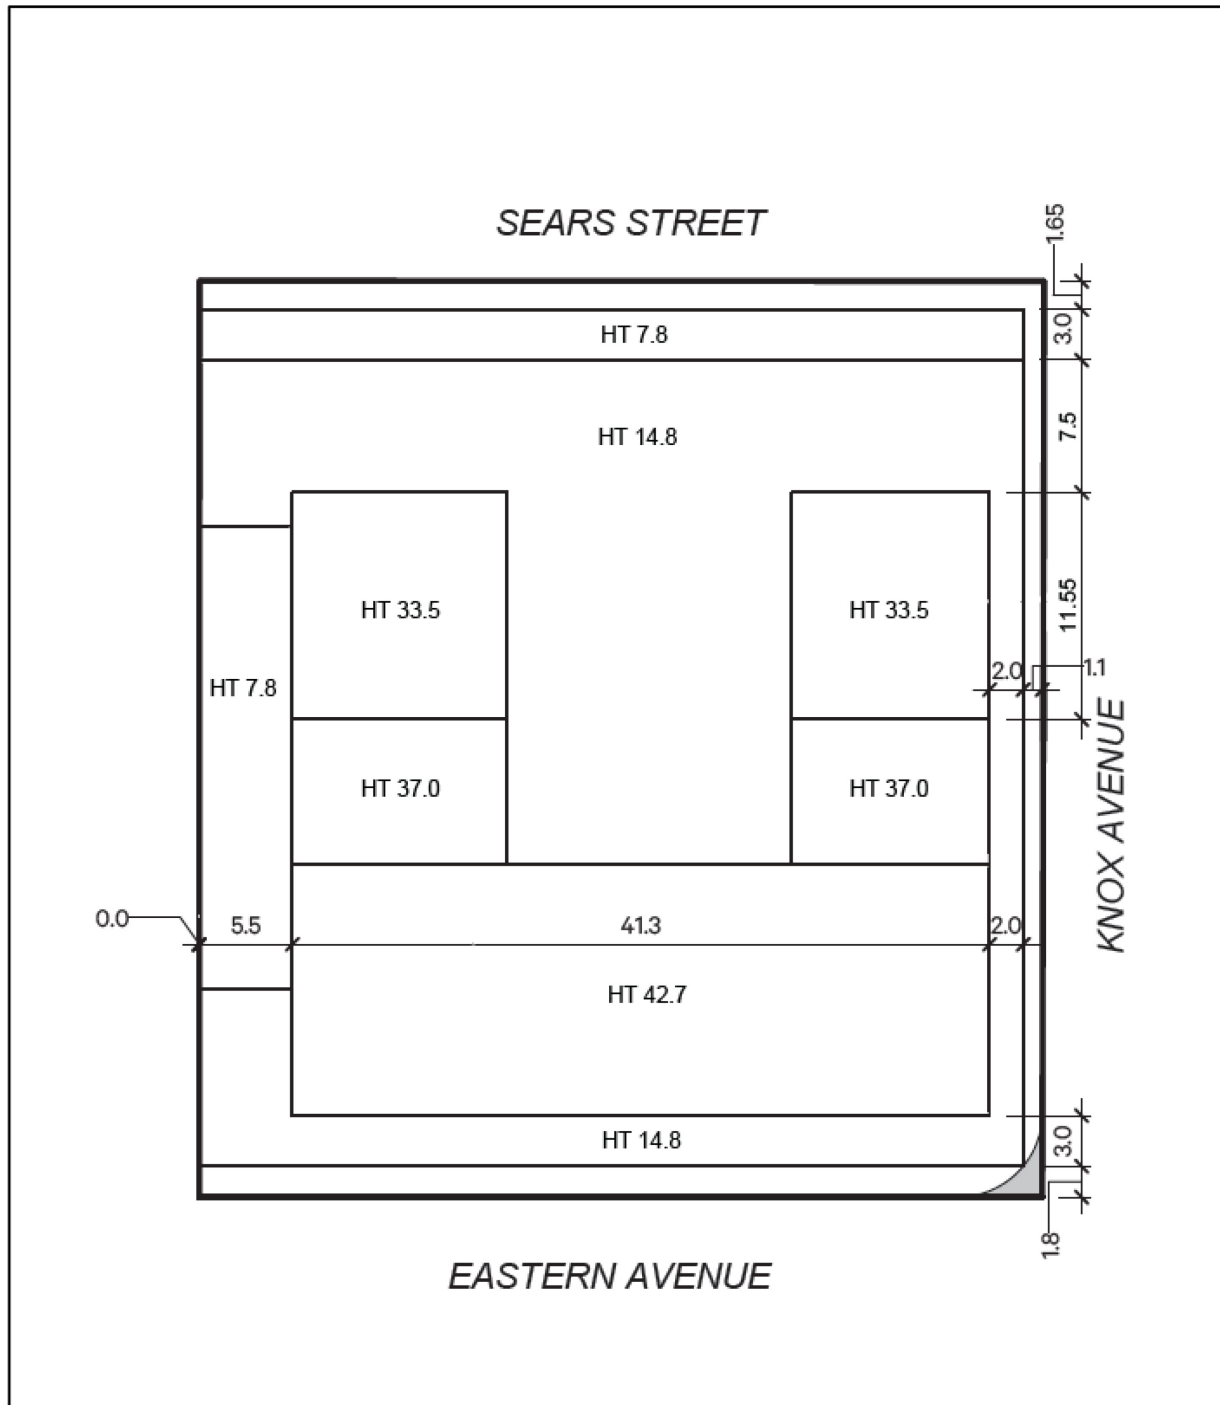 SEARS STREET
1.65
3.0
HT 7.8
7.5
HT 14.8
11.55
HT 33.5
HT 33.5
2.0
1.1
HT 7.8
HT 37.0
HT 37.0
KNOX AVENUE
0.0
5.5
41.3
2.0
HT 42.7
HT 14.8
3.0
1.8
EASTERN AVENUE